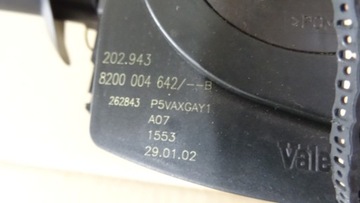 202.943
8200 004 642/--B
262843 P5VAXGAY1
A07
1553
29.01.02
Vale